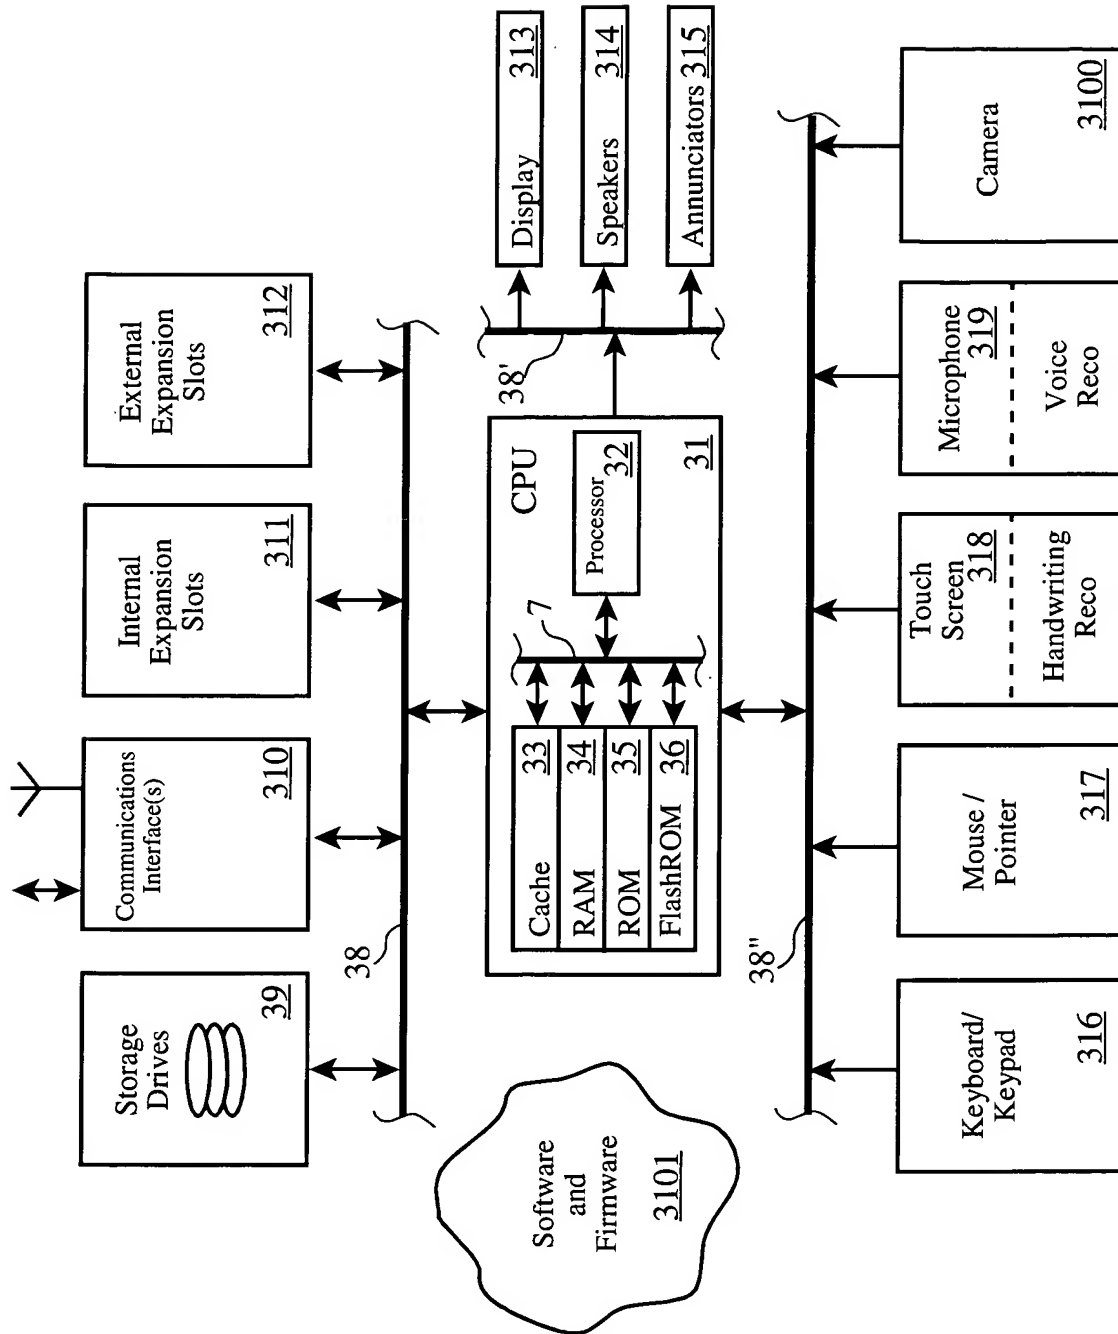 Storage
Drives
39
Communications
Interface(s)
310
Internal
Expansion
Slots
311
External
Expansion
Slots
312
38
Software
and
Firmware
3101
CPU
31
Cache 33
RAM 34
ROM 35
FlashROM 36
7
Processor
32
38'
Display 313
Speakers 314
Annunciators 315
38"
Keyboard/
Keypad
316
Mouse /
Pointer
317
Touch
Screen
318
Handwriting
Reco
Microphone
319
Voice
Reco
Camera
3100